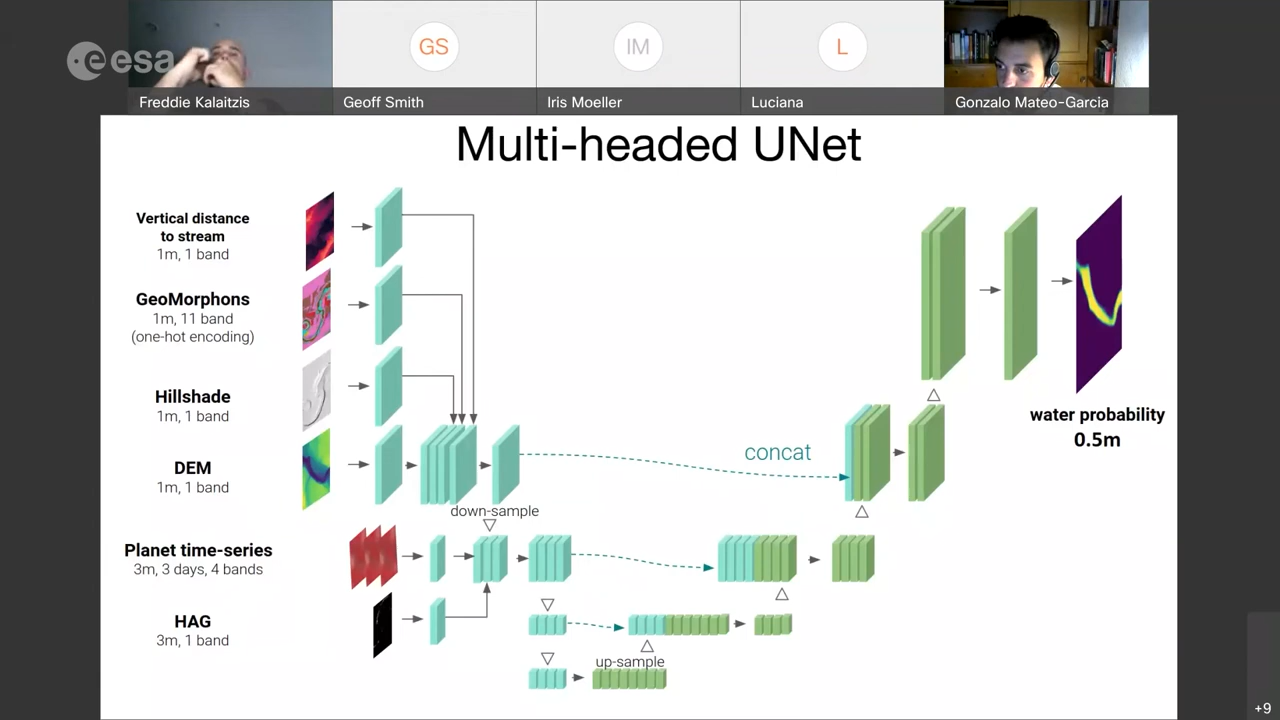 esa
GS
IM
L
Freddie Kalaitzis
Geoff Smith
Iris Moeller
Luciana
Gonzalo Mateo-Garcia
Multi-headed UNet
Vertical distance
to stream
1m, 1 band
GeoMorphons
1m, 11 band
(one-hot encoding)
Hillshade
1m, 1 band
DEM
1m, 1 band
down-sample
concat
water probability
0.5m
Planet time-series
3m, 3 days, 4 bands
HAG
3m, 1 band
up-sample
+9